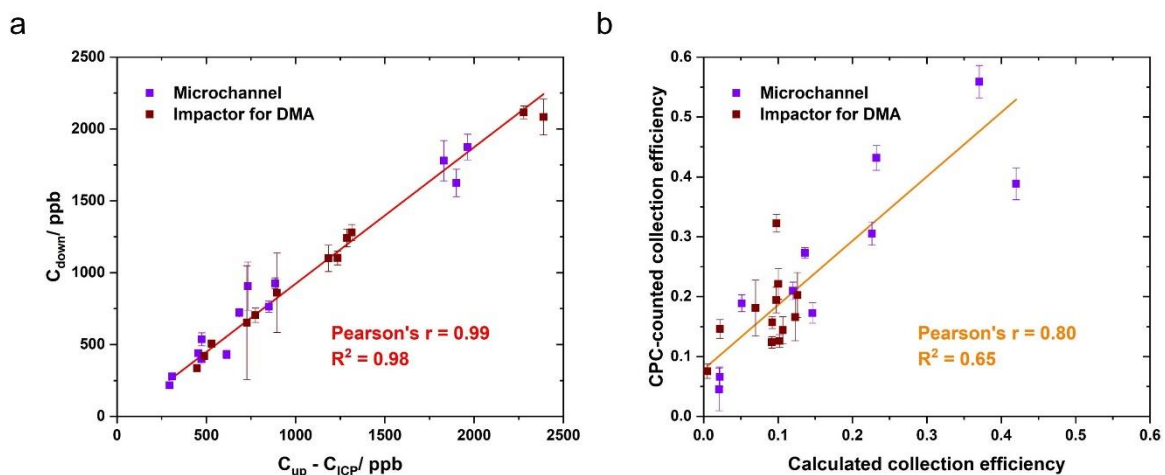 a
2500
2000
1500
1000
500
0
0 500 1000 1500 2000 2500
C_down/ ppb
C_up - C_ICP/ ppb
Microchannel
Impactor for DMA
Pearson's r = 0.99
R² = 0.98
b
0.6
0.5
0.4
0.3
0.2
0.1
0.0
0.0 0.1 0.2 0.3 0.4 0.5 0.6
CPC-counted collection efficiency
Calculated collection efficiency
Microchannel
Impactor for DMA
Pearson's r = 0.80
R² = 0.65